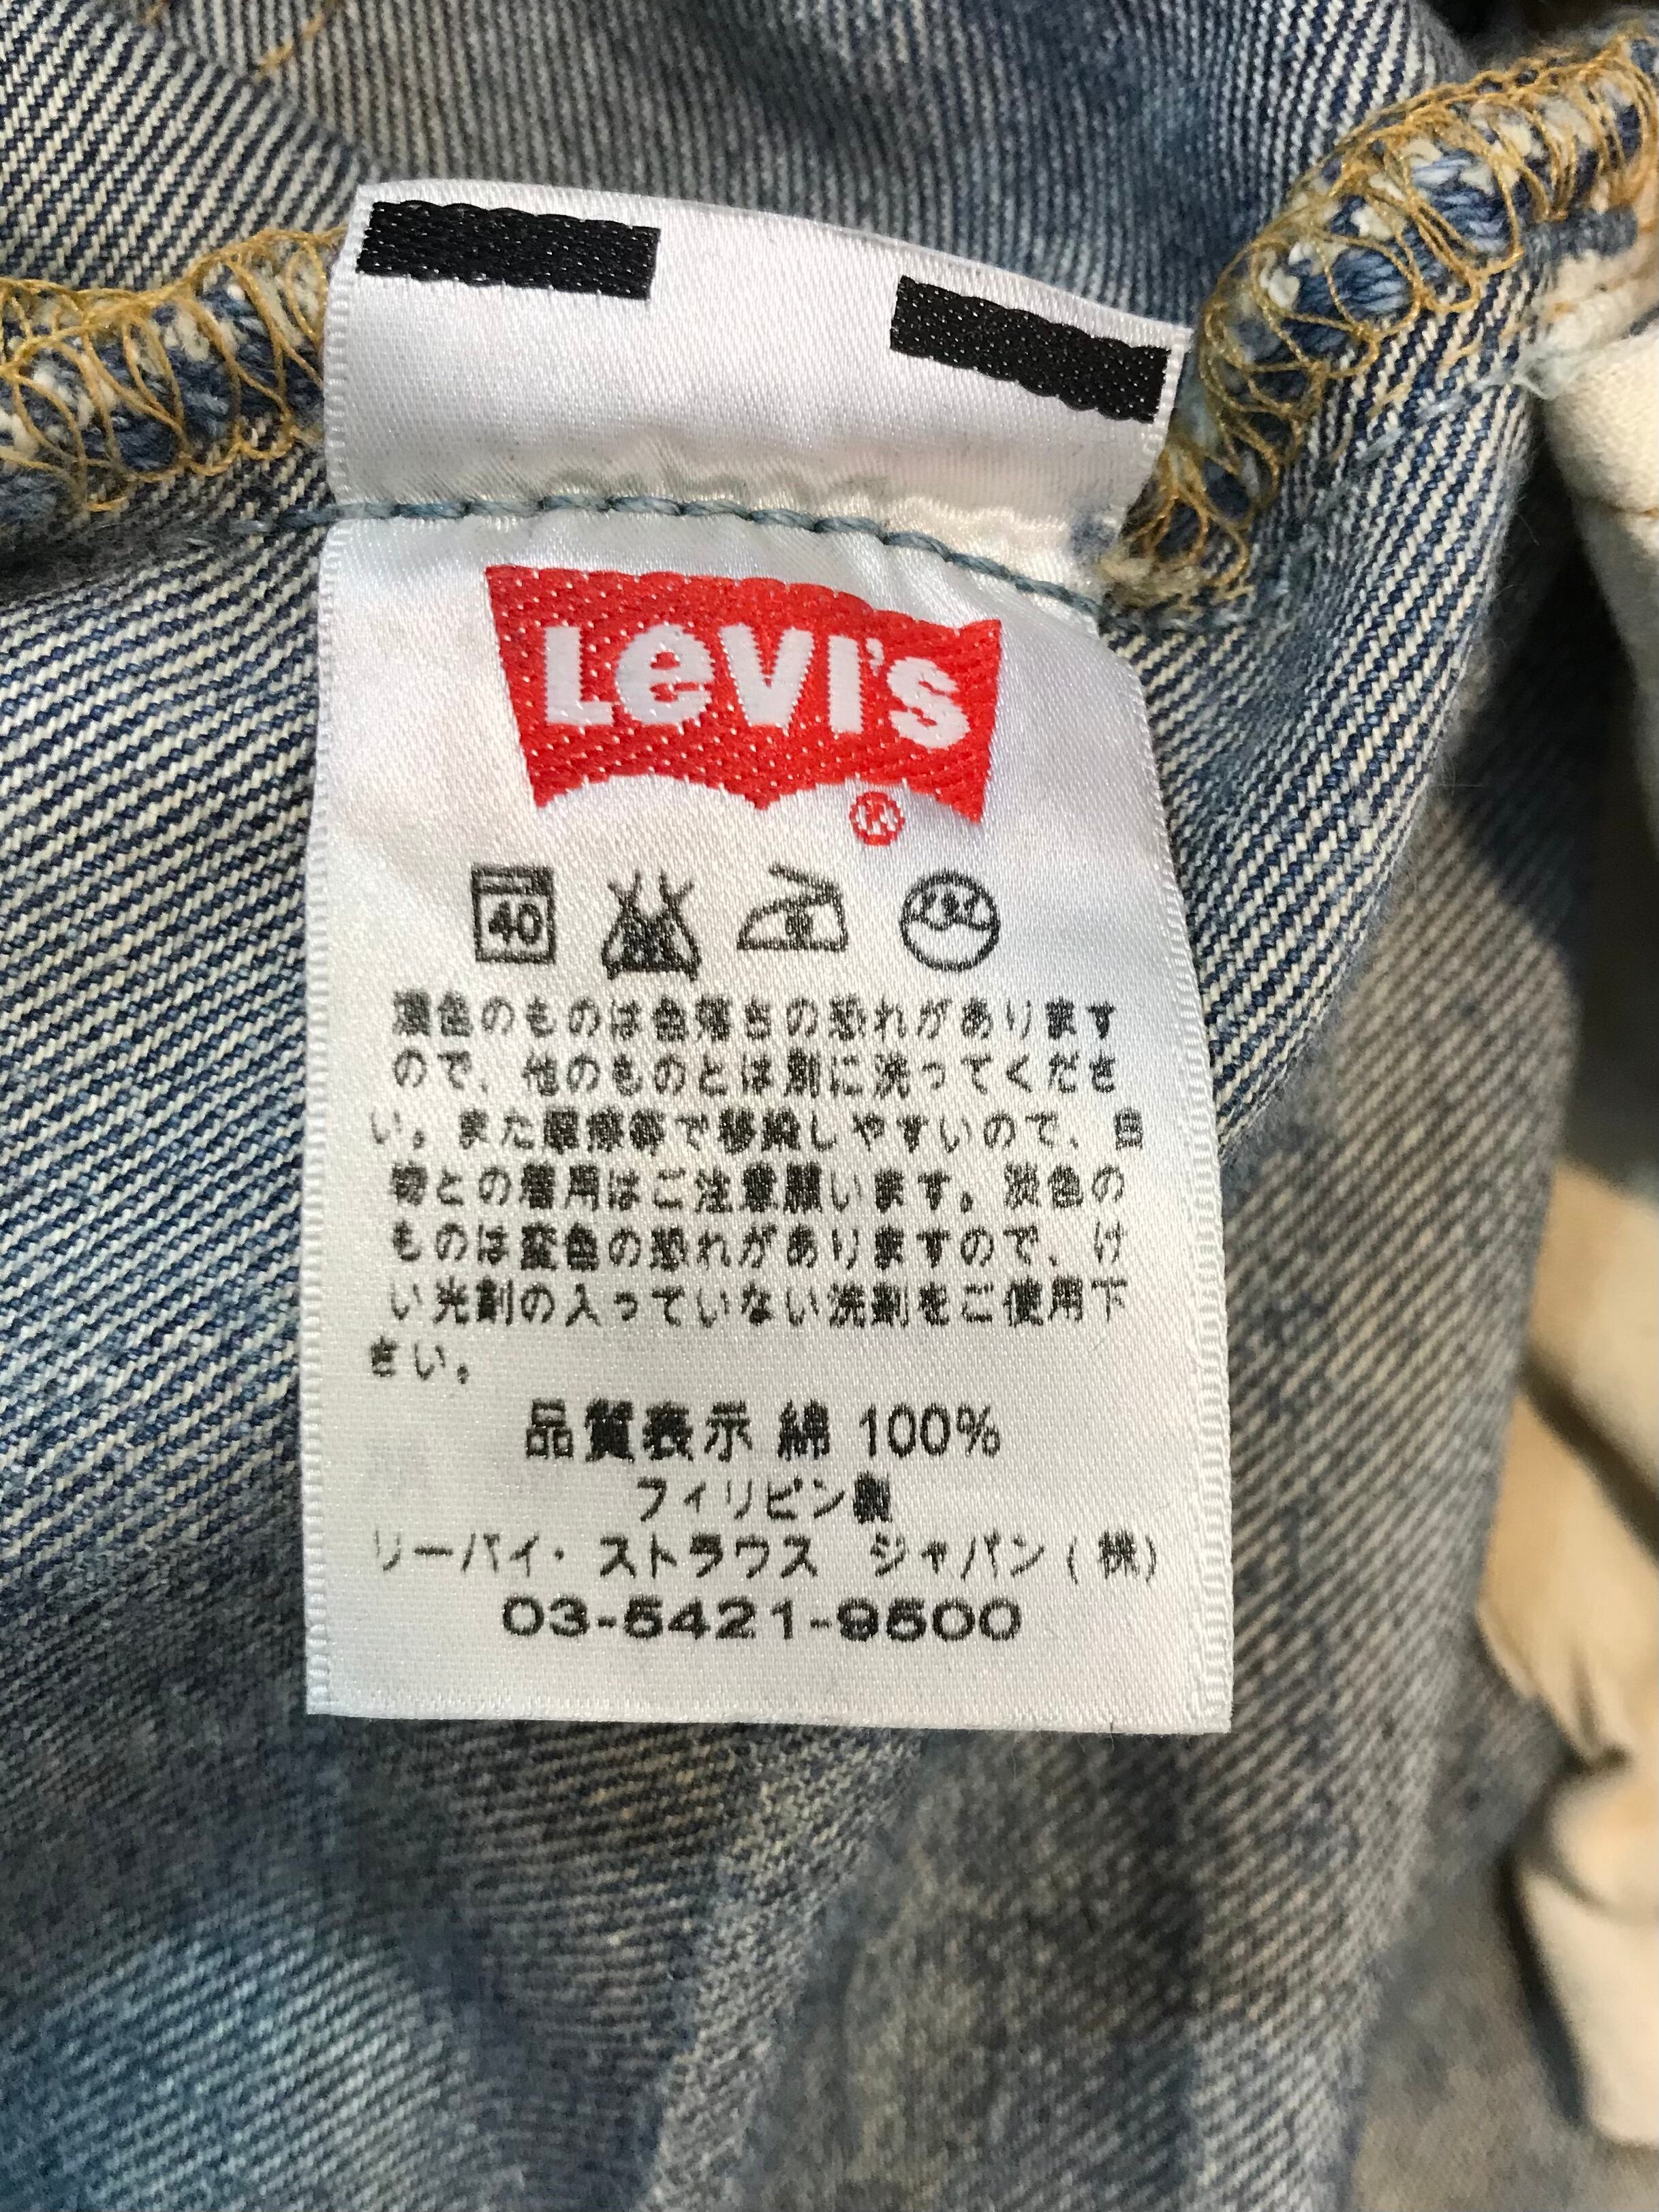 LEVI'S
®
40
濃色のものは色落ちの恐れがあります
ので、他のものとは別に洗ってくださ
い。また摩擦等で移染しやすいので、白
物との着用はご注意願います。淡色の
ものは変色の恐れがありますので、け
い光剤の入っていない洗剤をご使用下
さい。
品質表示 綿 100%
フィリピン製
リーバイ・ストラウス ジャパン(株)
03-5421-9500